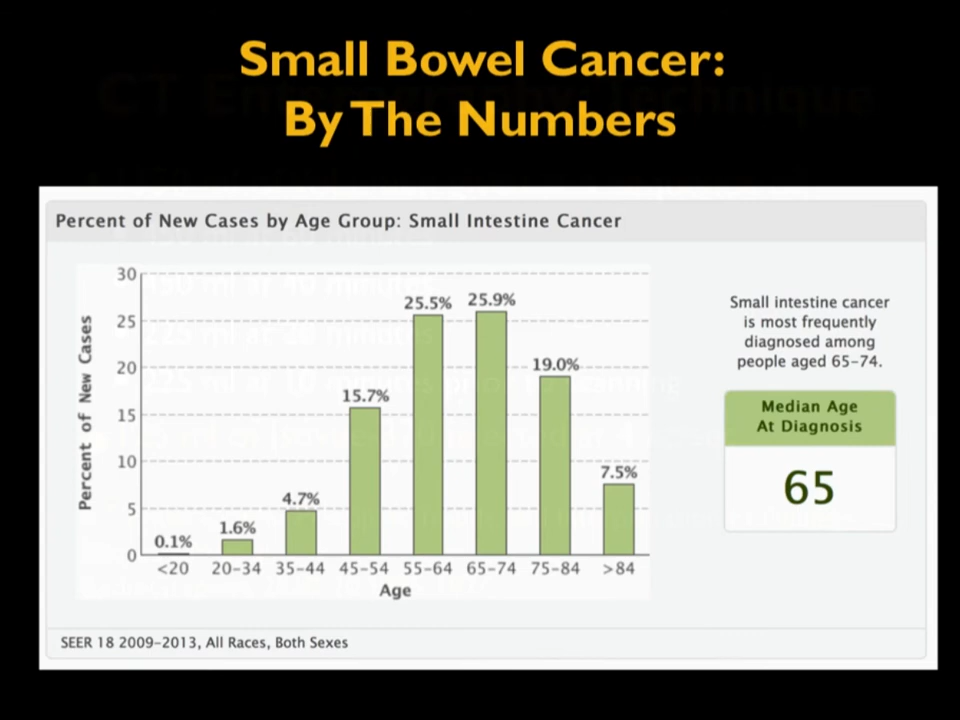 Small Bowel Cancer:
By The Numbers
Percent of New Cases by Age Group: Small Intestine Cancer
Percent of New Cases
30
25
20
15
10
5
0
0.1%
1.6%
4.7%
15.7%
25.5%
25.9%
19.0%
7.5%
<20 20-34 35-44 45-54 55-64 65-74 75-84 >84
Age
Small intestine cancer
is most frequently
diagnosed among
people aged 65-74.
Median Age
At Diagnosis
65
SEER 18 2009-2013, All Races, Both Sexes